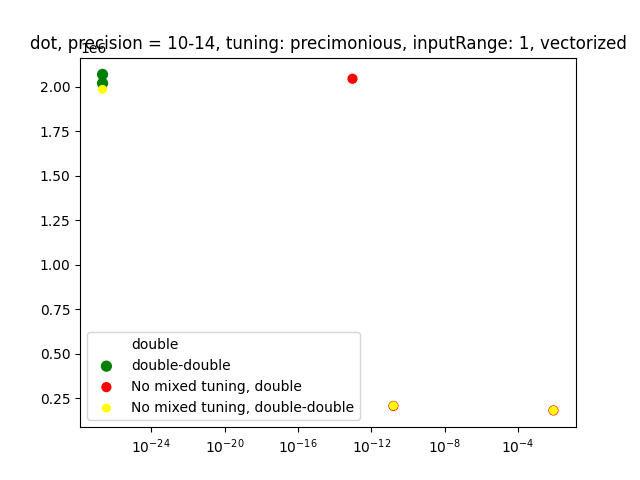 dot, precision = 10-14, tuning: precimonious, inputRange: 1, vectorized
1e6
2.00
1.75
1.50
1.25
1.00
0.75
0.50
0.25
double
double-double
No mixed tuning, double
No mixed tuning, double-double
10⁻²⁴ 10⁻²⁰ 10⁻¹⁶ 10⁻¹² 10⁻⁸ 10⁻⁴